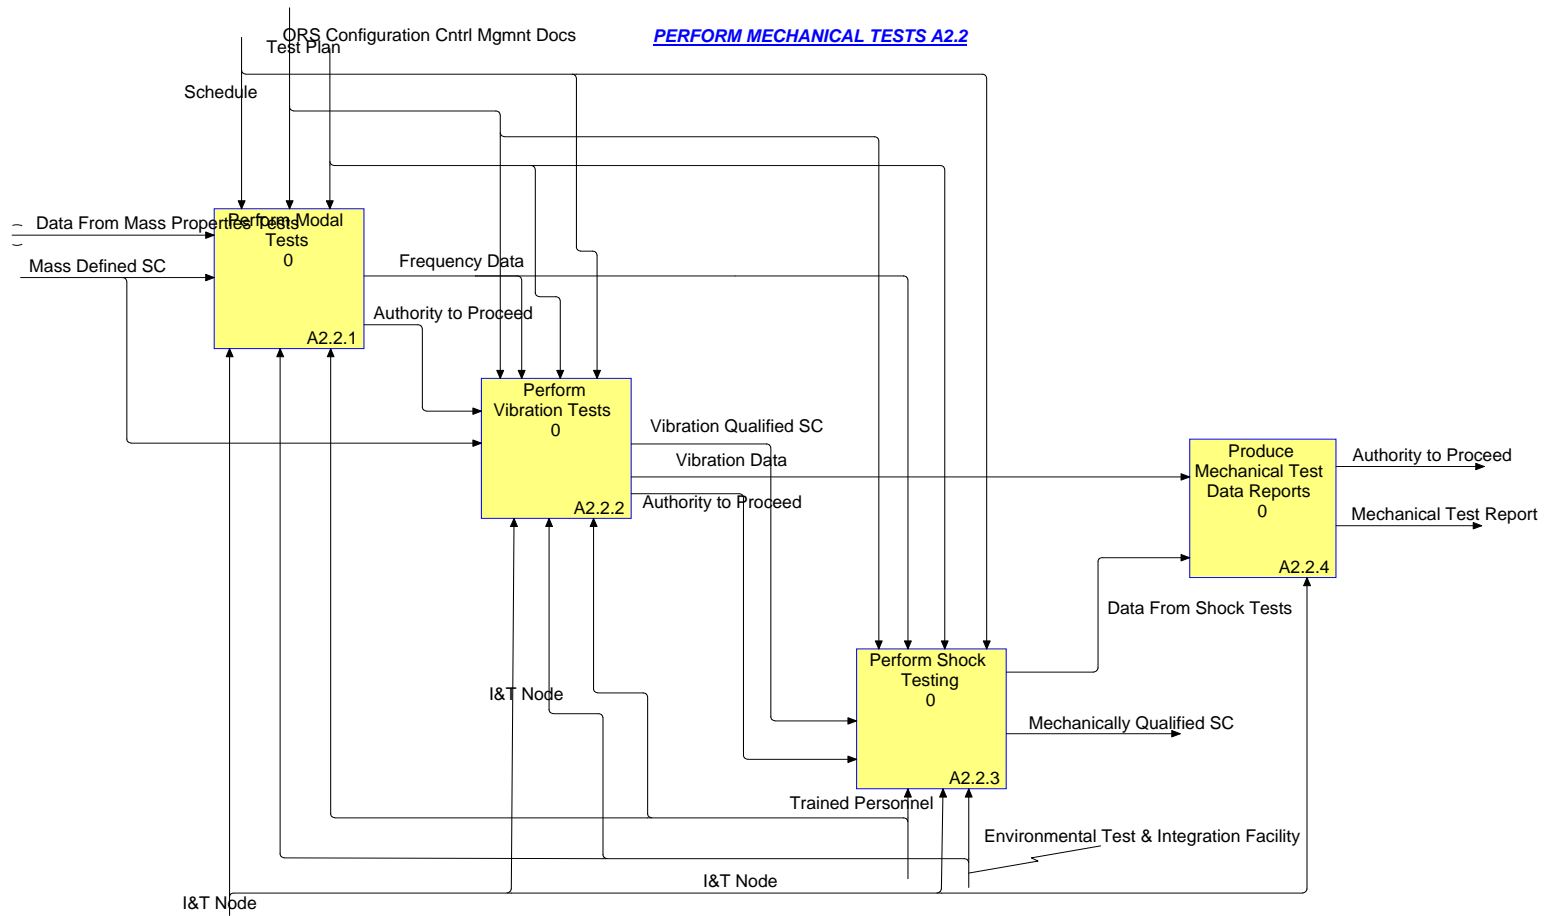 ORS Configuration Cntrl Mgmnt Docs
PERFORM MECHANICAL TESTS A2.2
Test Plan
Schedule
Data From Mass Properties Tests
Perform Modal
Tests
0
Mass Defined SC
Frequency Data
Authority to Proceed
A2.2.1
Perform
Vibration Tests
0
Vibration Qualified SC
Vibration Data
Authority to Proceed
A2.2.2
Produce
Mechanical Test
Data Reports
0
Authority to Proceed
Mechanical Test Report
A2.2.4
Data From Shock Tests
Perform Shock
Testing
0
I&T Node
Mechanically Qualified SC
A2.2.3
Trained Personnel
Environmental Test & Integration Facility
I&T Node
I&T Node